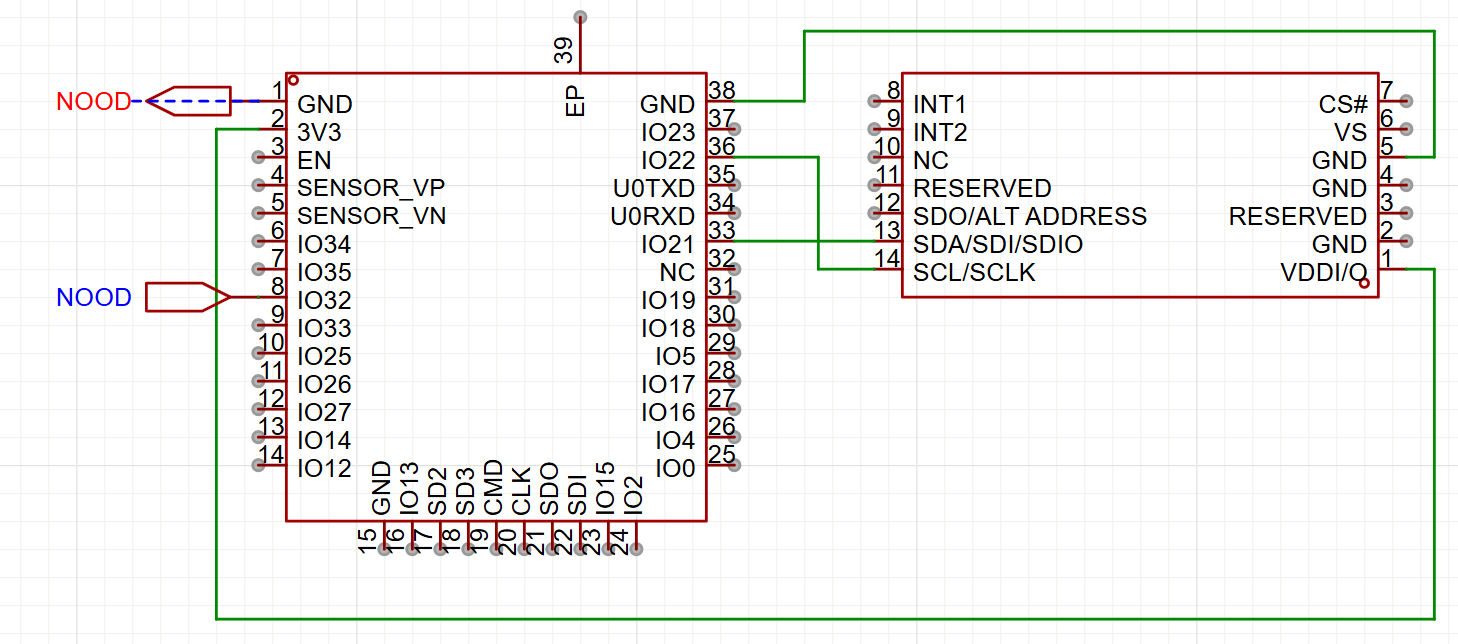 39
EP
NOOD
NOOD
1 GND
2 3V3
3 EN
4 SENSOR_VP
5 SENSOR_VN
6 IO34
7 IO35
8 IO32
9 IO33
10 IO25
11 IO26
12 IO27
13 IO14
14 IO12
GND 15
IO13 16
SD2 17
SD3 18
CMD 19
CLK 20
SDO 21
SDI 22
IO15 23
IO2 24
GND 38
IO23 37
IO22 36
U0TXD 35
U0RXD 34
IO21 33
NC 32
IO19 31
IO18 30
IO5 29
IO17 28
IO16 27
IO4 26
IO0 25
8 INT1
9 INT2
10 NC
11 RESERVED
12 SDO/ALT ADDRESS
13 SDA/SDI/SDIO
14 SCL/SCLK
CS# 7
VS 6
GND 5
GND 4
RESERVED 3
GND 2
VDDI/O 1